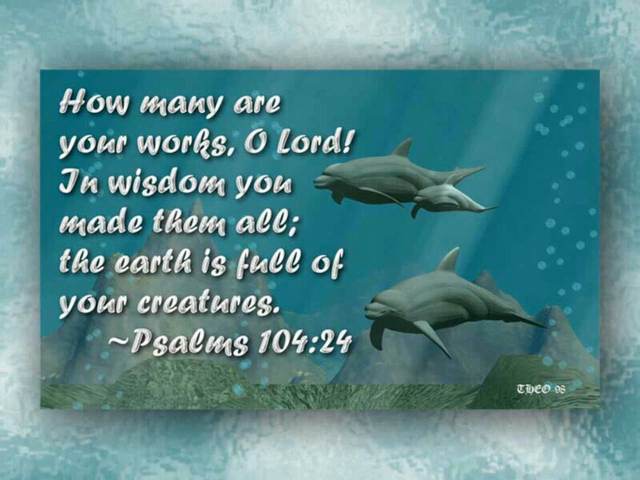 How many are
your works, O Lord!
In wisdom you
made them all;
the earth is full of
your creatures.
~Psalms 104:24
THEO 98